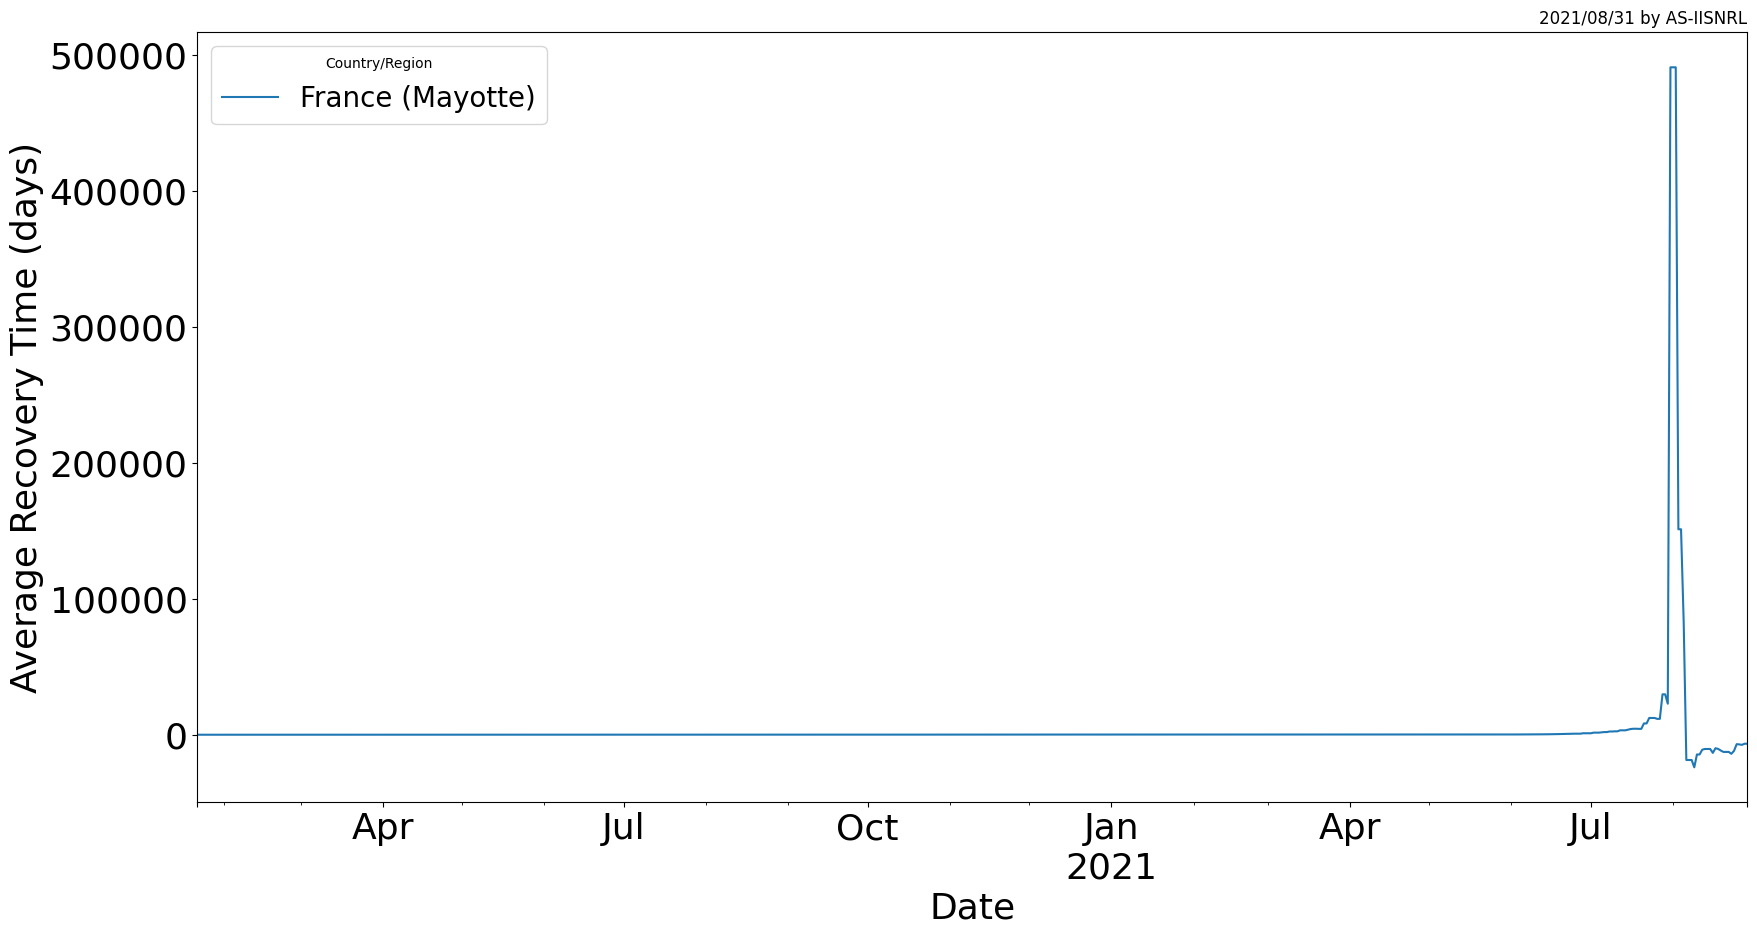 2021/08/31 by AS-IISNRL
Country/Region
France (Mayotte)
Average Recovery Time (days)
500000
400000
300000
200000
100000
0
Apr
Jul
Oct
Jan
2021
Apr
Jul
Date